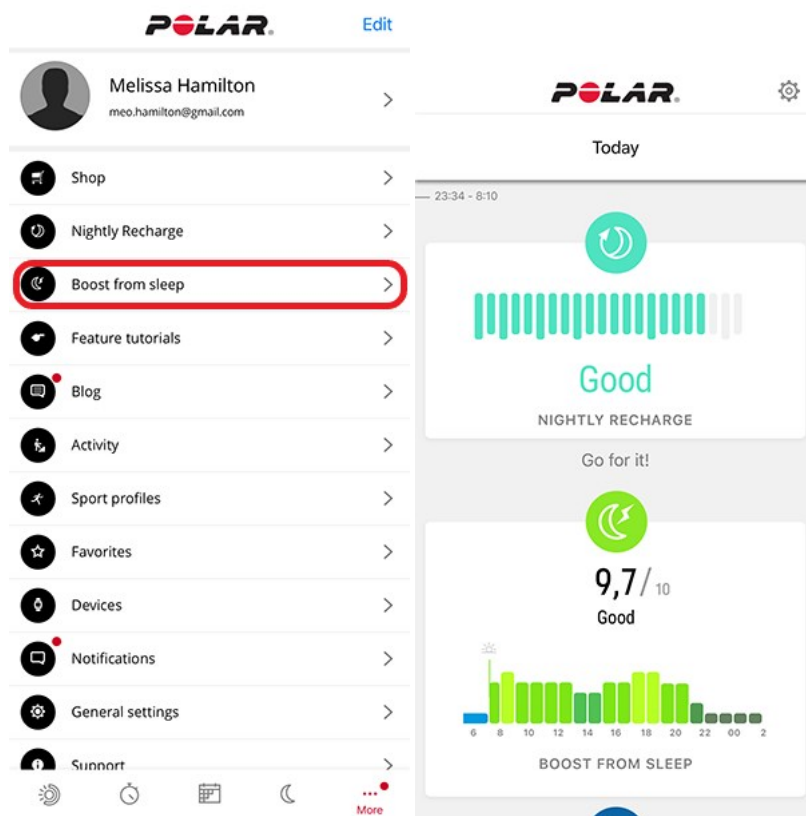 POLAR.
Edit
Melissa Hamilton
meo.hamilton@gmail.com
Shop
Nightly Recharge
Boost from sleep
Feature tutorials
Blog
Activity
Sport profiles
Favorites
Devices
Notifications
General settings
Support
More
POLAR.
Today
23:34 - 8:10
Good
NIGHTLY RECHARGE
Go for it!
9,7/ 10
Good
6 8 10 12 14 16 18 20 22 00 2
BOOST FROM SLEEP